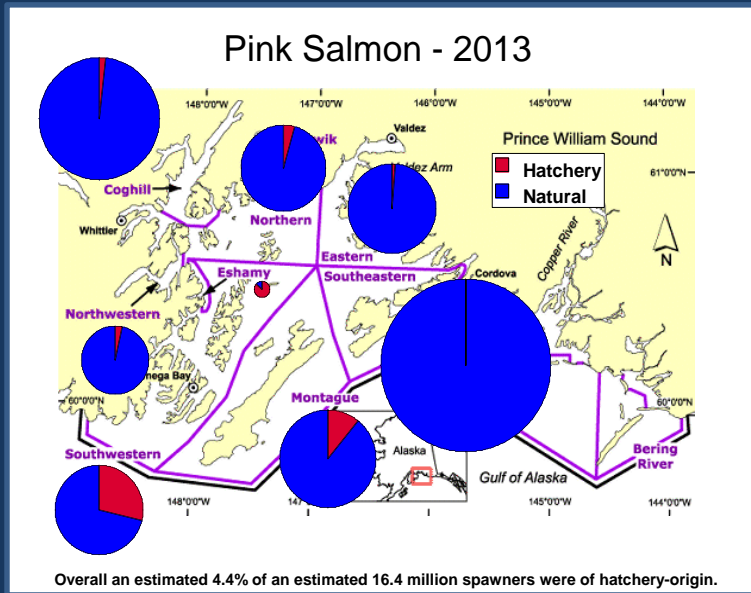 Pink Salmon - 2013
148°0'0"W
147°0'0"W
146°0'0"W
145°0'0"W
144°0'0"W
Valdez
Prince William Sound
Hatchery
Natural
61°0'0"N
Coghill
Whittier
Northern
Copper River
N
Eastern
Southeastern
Eshamy
Cordova
Northwestern
60°0'0"N
60°0'0"N
Montague
Southwestern
Alaska
Bering
River
Gulf of Alaska
148°0'0"W
145°0'0"W
144°0'0"W
Overall an estimated 4.4% of an estimated 16.4 million spawners were of hatchery-origin.